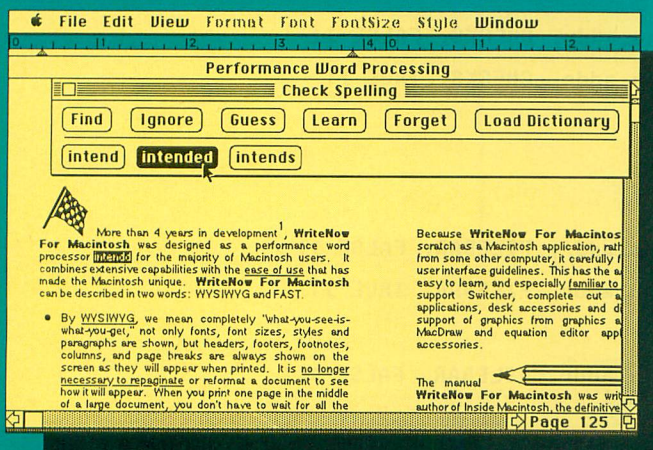 File Edit View Format Font FontSize Style Window
0 1 2 3 4 0 1 2
Performance Word Processing
Check Spelling
Find Ignore Guess Learn Forget Load Dictionary
intend intended intends
More than 4 years in development1, WriteNow
For Macintosh was designed as a performance word
processor intendd for the majority of Macintosh users. It
combines extensive capabilities with the ease of use that has
made the Macintosh unique. WriteNow For Macintosh
can be described in two words: WYSIWYG and FAST.
• By WYSIWYG, we mean completely "what-you-see-is-
what-you-get," not only fonts, font sizes, styles and
paragraphs are shown, but headers, footers, footnotes,
columns, and page breaks are always shown on the
screen as they will appear when printed. It is no longer
necessary to repaginate or reformat a document to see
how it will appear. When you print one page in the middle
of a large document, you don't have to wait for all the
Because WriteNow For Macintos
scratch as a Macintosh application, rath
from some other computer, it carefully f
user interface guidelines. This has the a
easy to learn, and especially familiar to
support Switcher, complete cut a
applications, desk accessories and di
support of graphics from graphics a
MacDraw and equation editor appl
accessories.
The manual
WriteNow For Macintosh was writ
author of Inside Macintosh, the definitive
Page 125